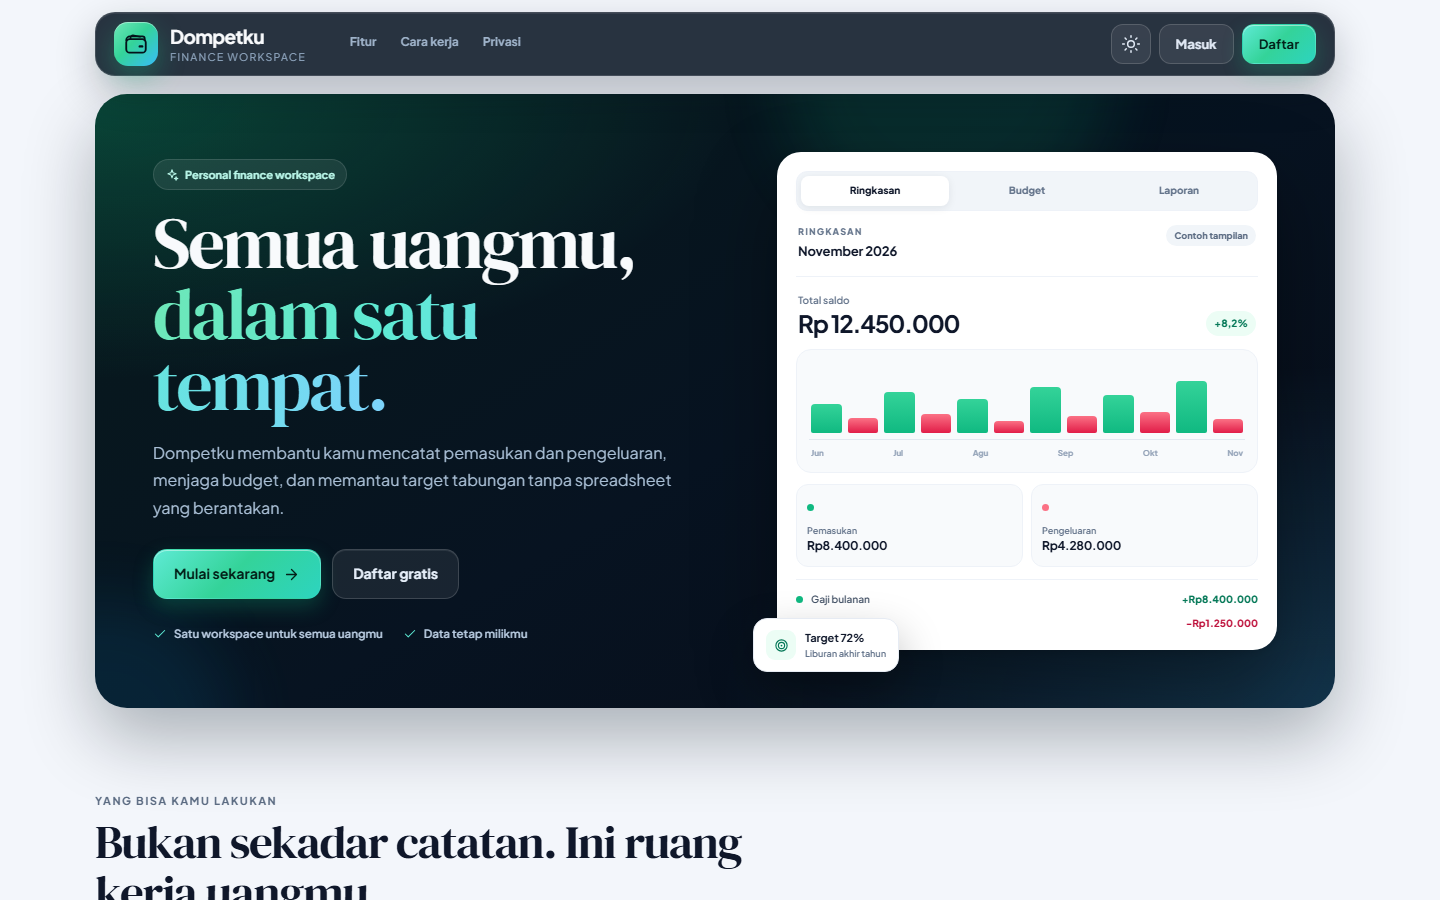 Dompetku
FINANCE WORKSPACE
Fitur
Cara kerja
Privasi
Masuk
Daftar
Personal finance workspace
Semua uangmu,
dalam satu
tempat.
Dompetku membantu kamu mencatat pemasukan dan pengeluaran,
menjaga budget, dan memantau target tabungan tanpa spreadsheet
yang berantakan.
Mulai sekarang
Daftar gratis
Satu workspace untuk semua uangmu
Data tetap milikmu
Ringkasan
Budget
Laporan
RINGKASAN
November 2026
Contoh tampilan
Total saldo
Rp12.450.000
+8,2%
Jun
Jul
Agu
Sep
Okt
Nov
Pemasukan
Rp8.400.000
Pengeluaran
Rp4.280.000
Gaji bulanan
+Rp8.400.000
-Rp1.250.000
Target 72%
Liburan akhir tahun
YANG BISA KAMU LAKUKAN
Bukan sekadar catatan. Ini ruang
kerja uangmu